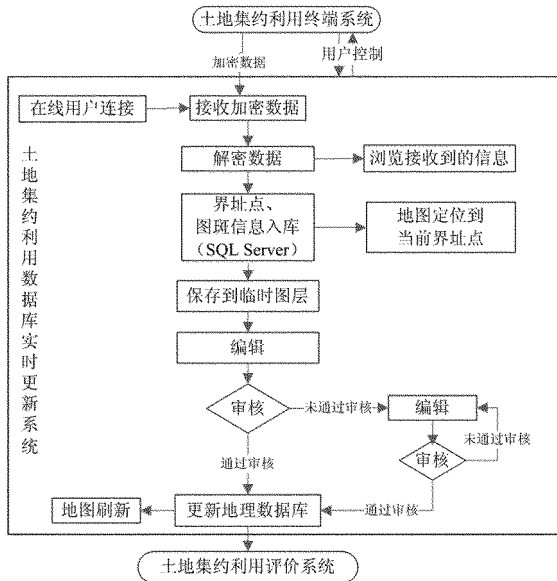 土地集约利用终端系统
加密数据
用户控制
在线用户连接
接收加密数据
解密数据
浏览接收到的信息
界址点、
图斑信息入库
（SQL Server）
地图定位到
当前界址点
保存到临时图层
编辑
审核
未通过审核
编辑
未通过审核
审核
通过审核
通过审核
地图刷新
更新地理数据库
土地集约利用数据库实时更新系统
土地集约利用评价系统